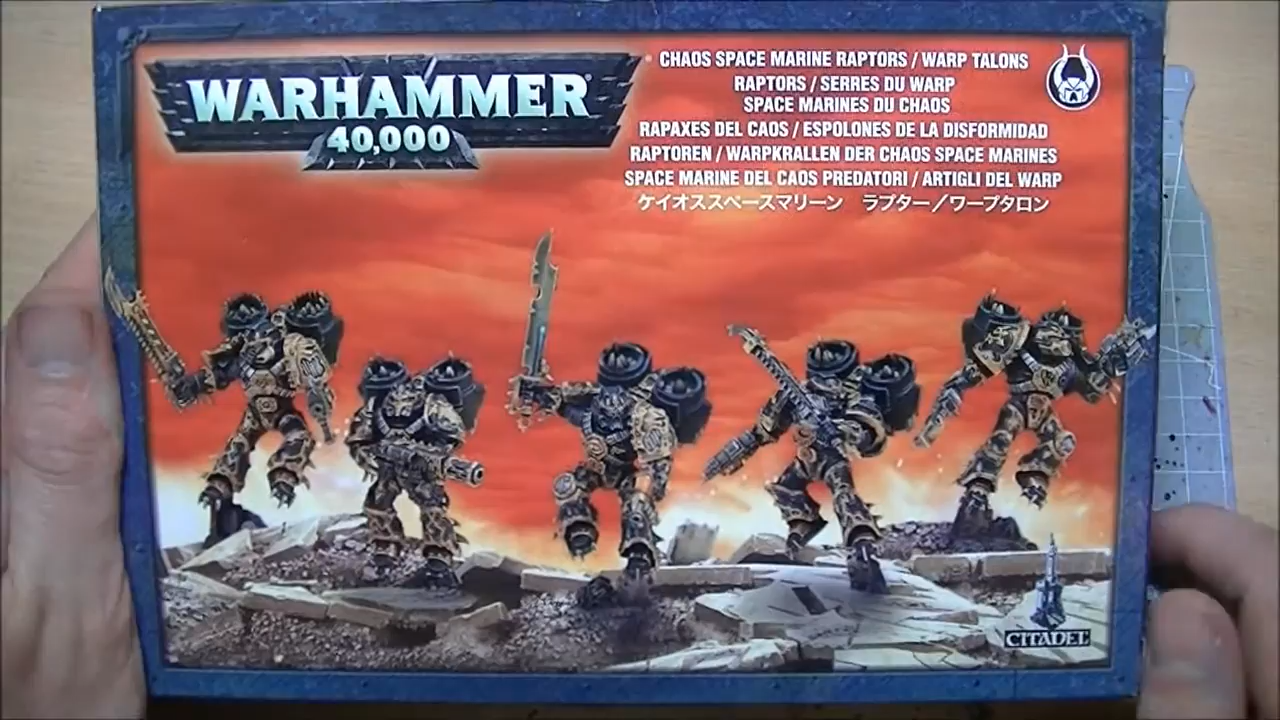 WARHAMMER
40,000
CHAOS SPACE MARINE RAPTORS / WARP TALONS
RAPTORS / SERRES DU WARP
SPACE MARINES DU CHAOS
RAPAXES DEL CAOS / ESPOLONES DE LA DISFORMIDAD
RAPTOREN / WARPKRALLEN DER CHAOS SPACE MARINES
SPACE MARINE DEL CAOS PREDATORI / ARTIGLI DEL WARP
ケイオススペースマリーン　ラプター／ワープタロン
CITADEL